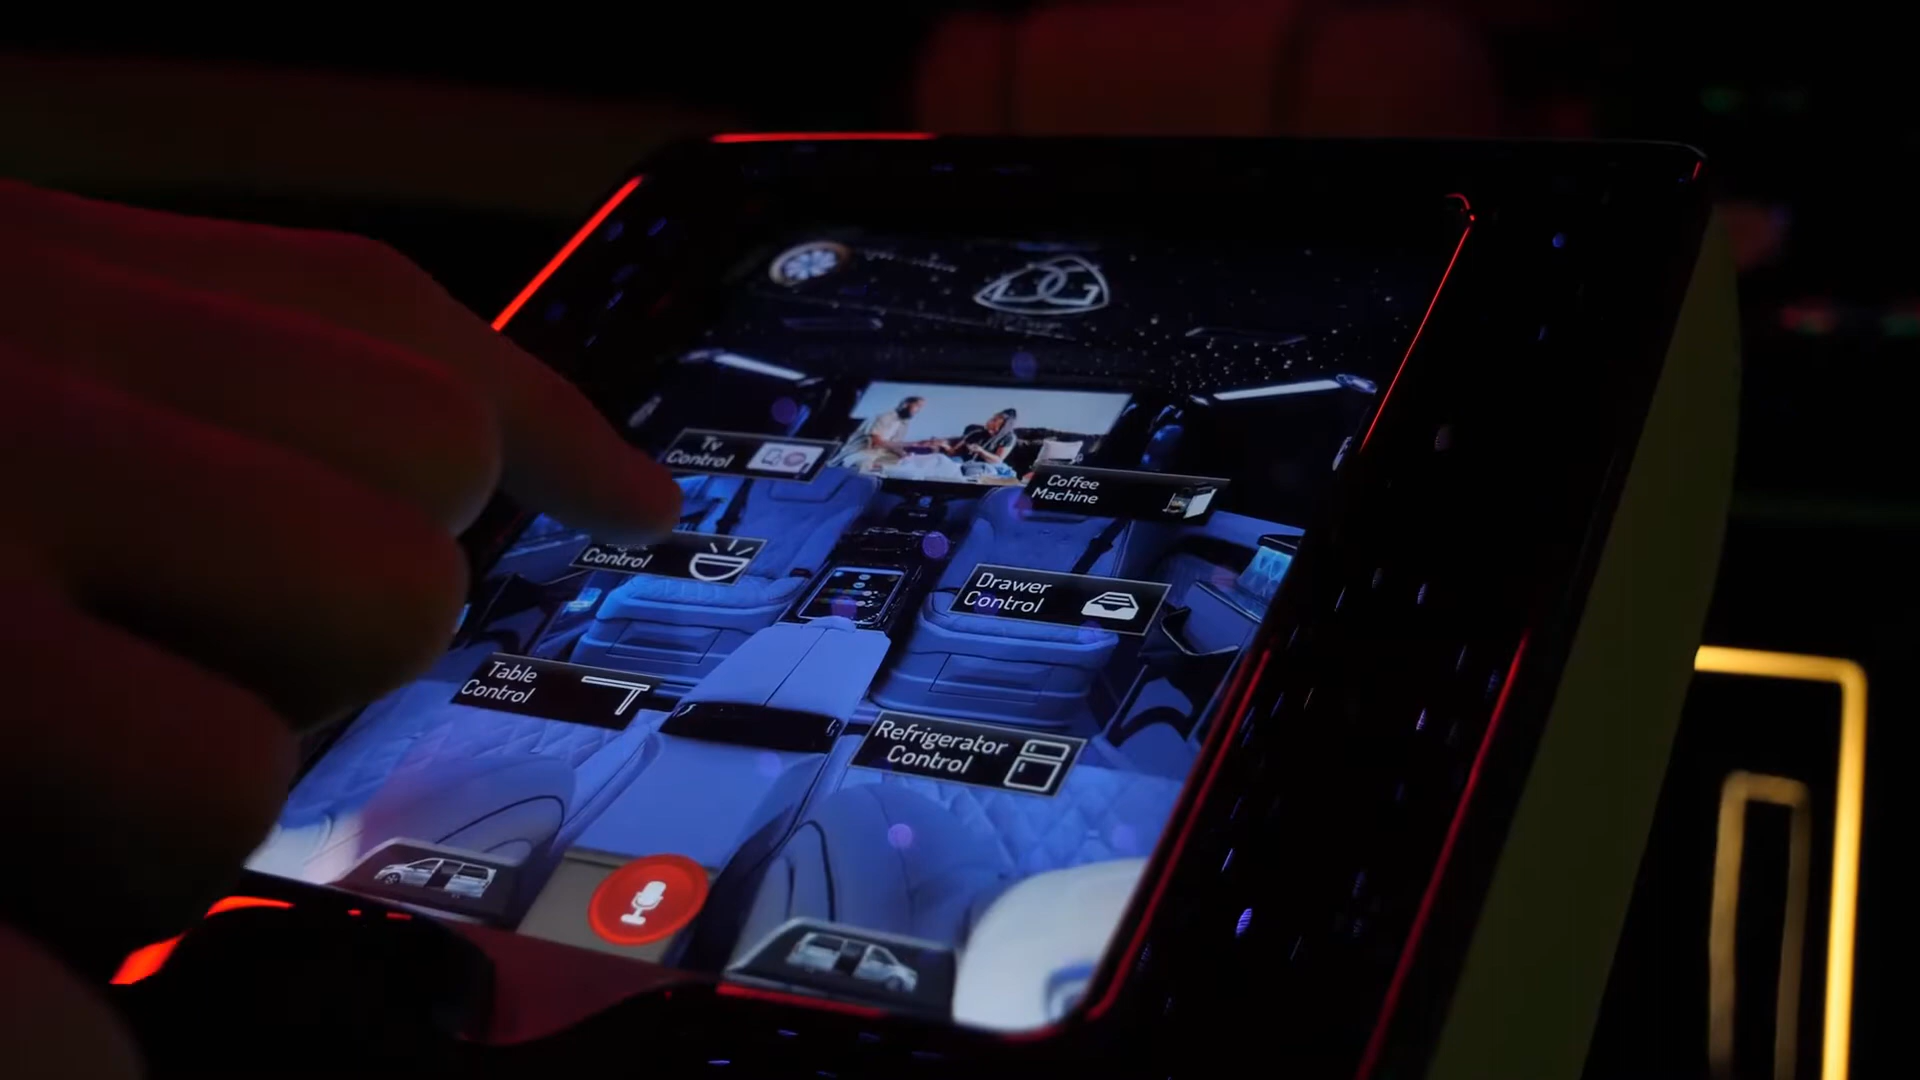 Tv
Control
Coffee
Machine
Control
Drawer
Control
Table
Control
Refrigerator
Control